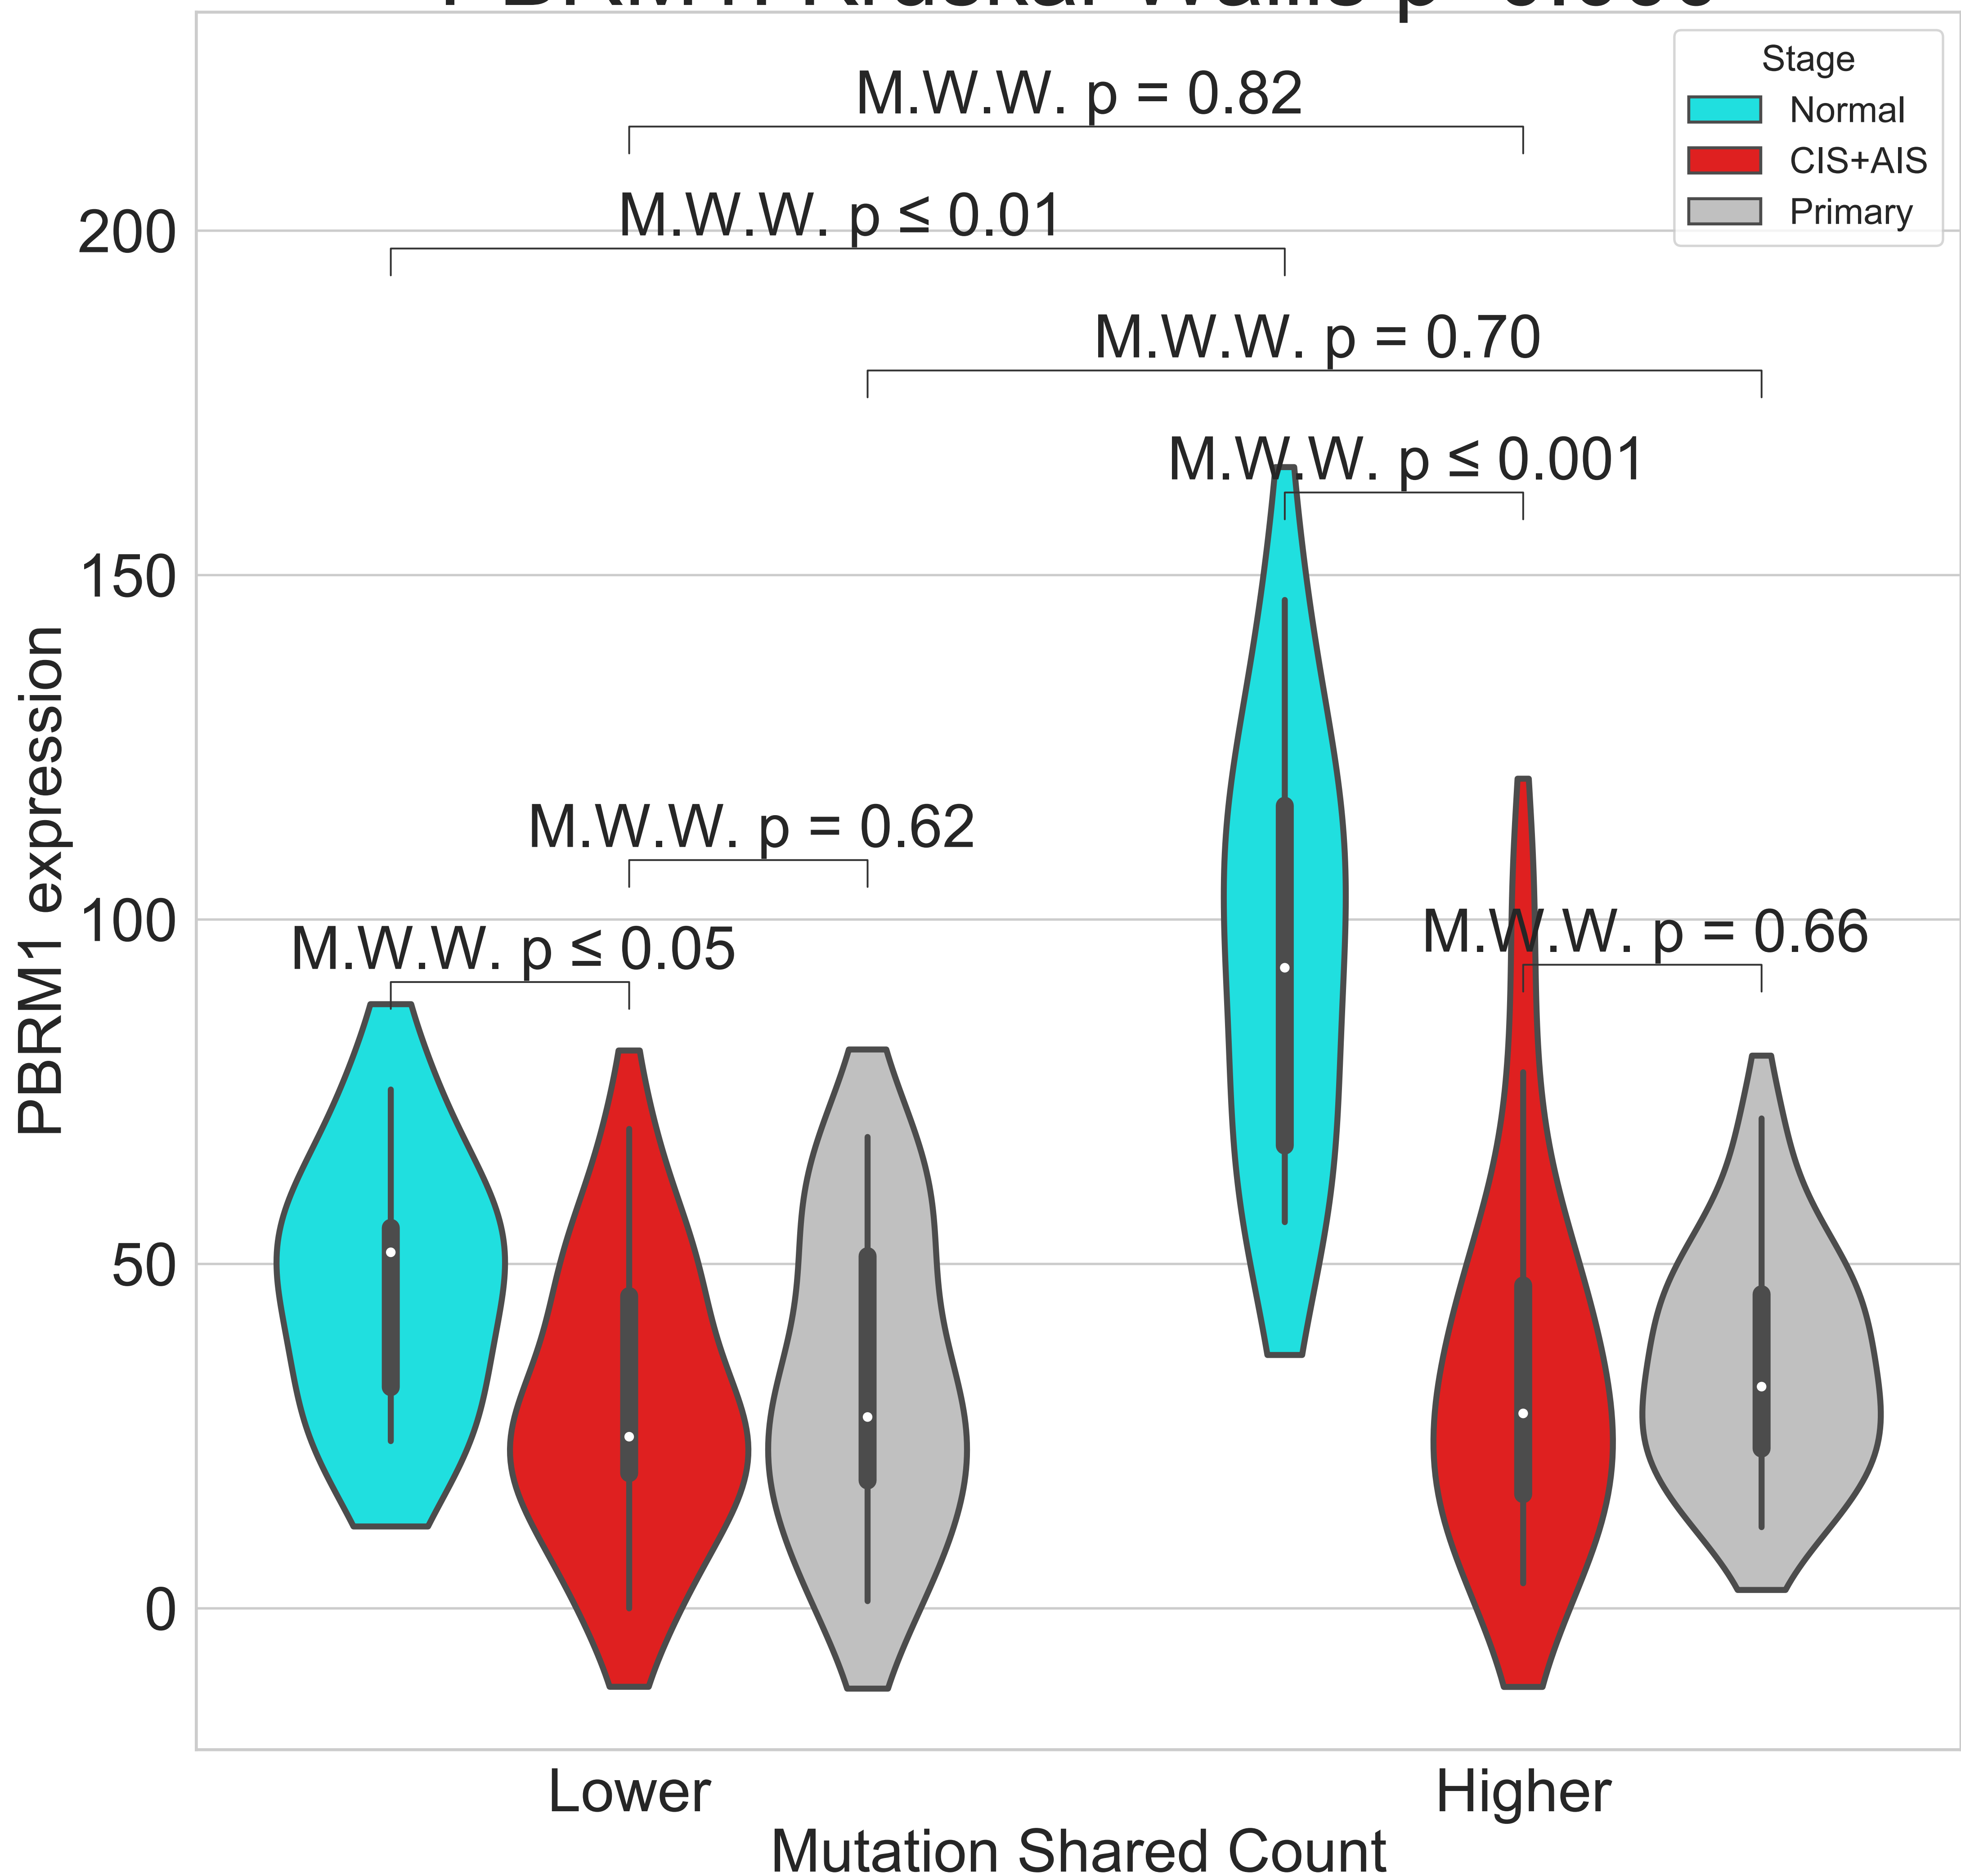 Stage
Normal
CIS+AIS
Primary
M.W.W. p = 0.82
M.W.W. p ≤ 0.01
M.W.W. p = 0.70
M.W.W. p ≤ 0.001
M.W.W. p = 0.62
M.W.W. p ≤ 0.05
M.W.W. p = 0.66
PBRM1 expression
200
150
100
50
0
Lower
Higher
Mutation Shared Count